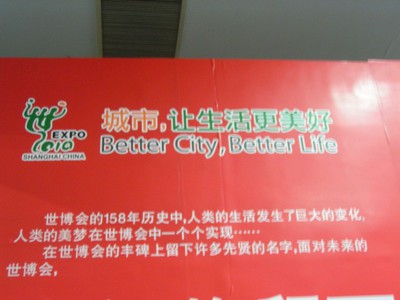 城市,让生活更美好
Better City, Better Life
EXPO
2010
SHANGHAI CHINA
世博会的158年历史中,人类的生活发生了巨大的变化,
人类的美梦在世博会中一个个实现……
在世博会的丰碑上留下许多先贤的名字,面对未来的
世博会,